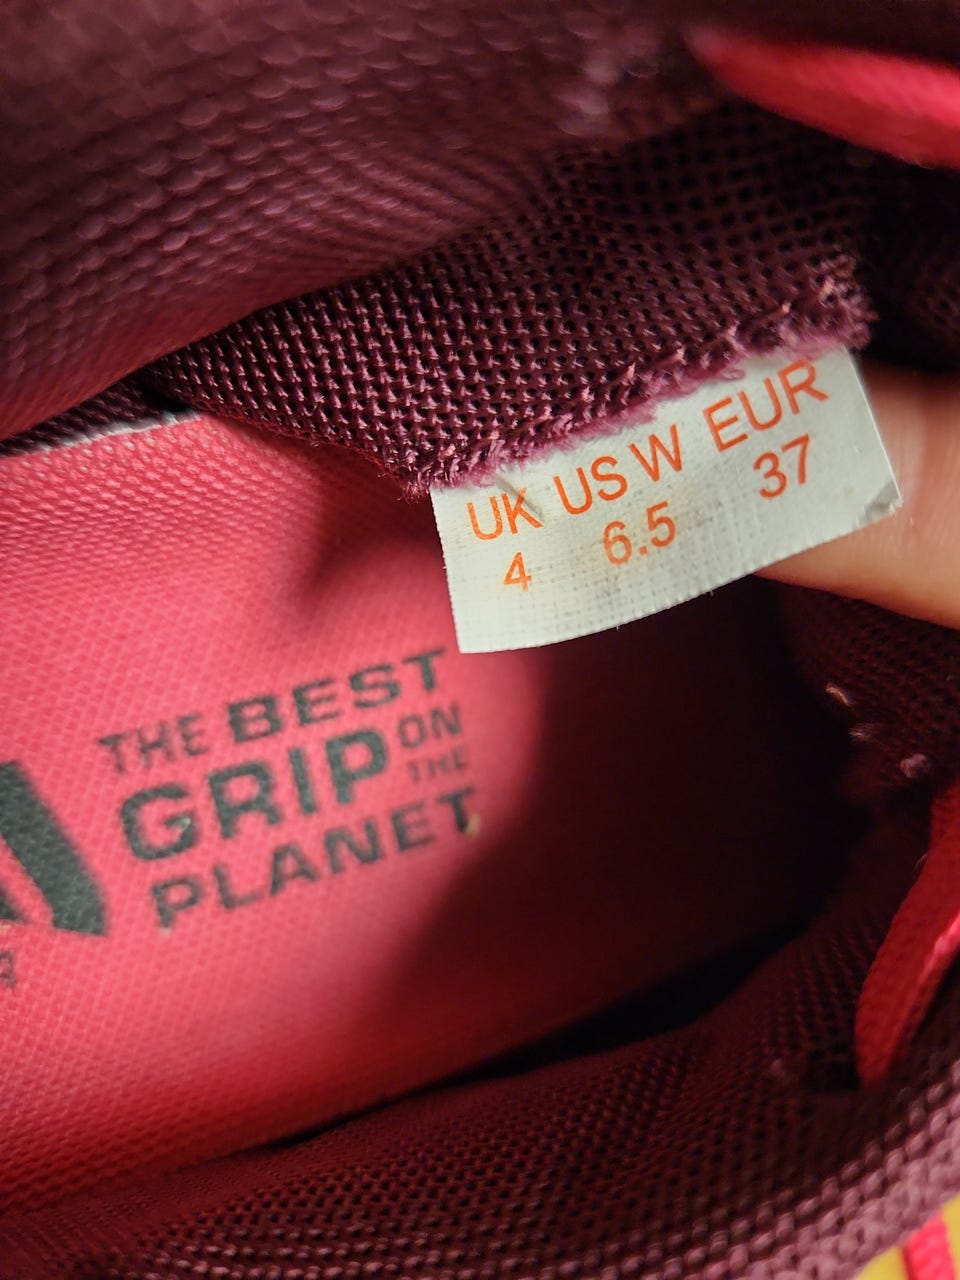 UK US W EUR
4 6.5 37
THE BEST
GRIP ON
THE
PLANET